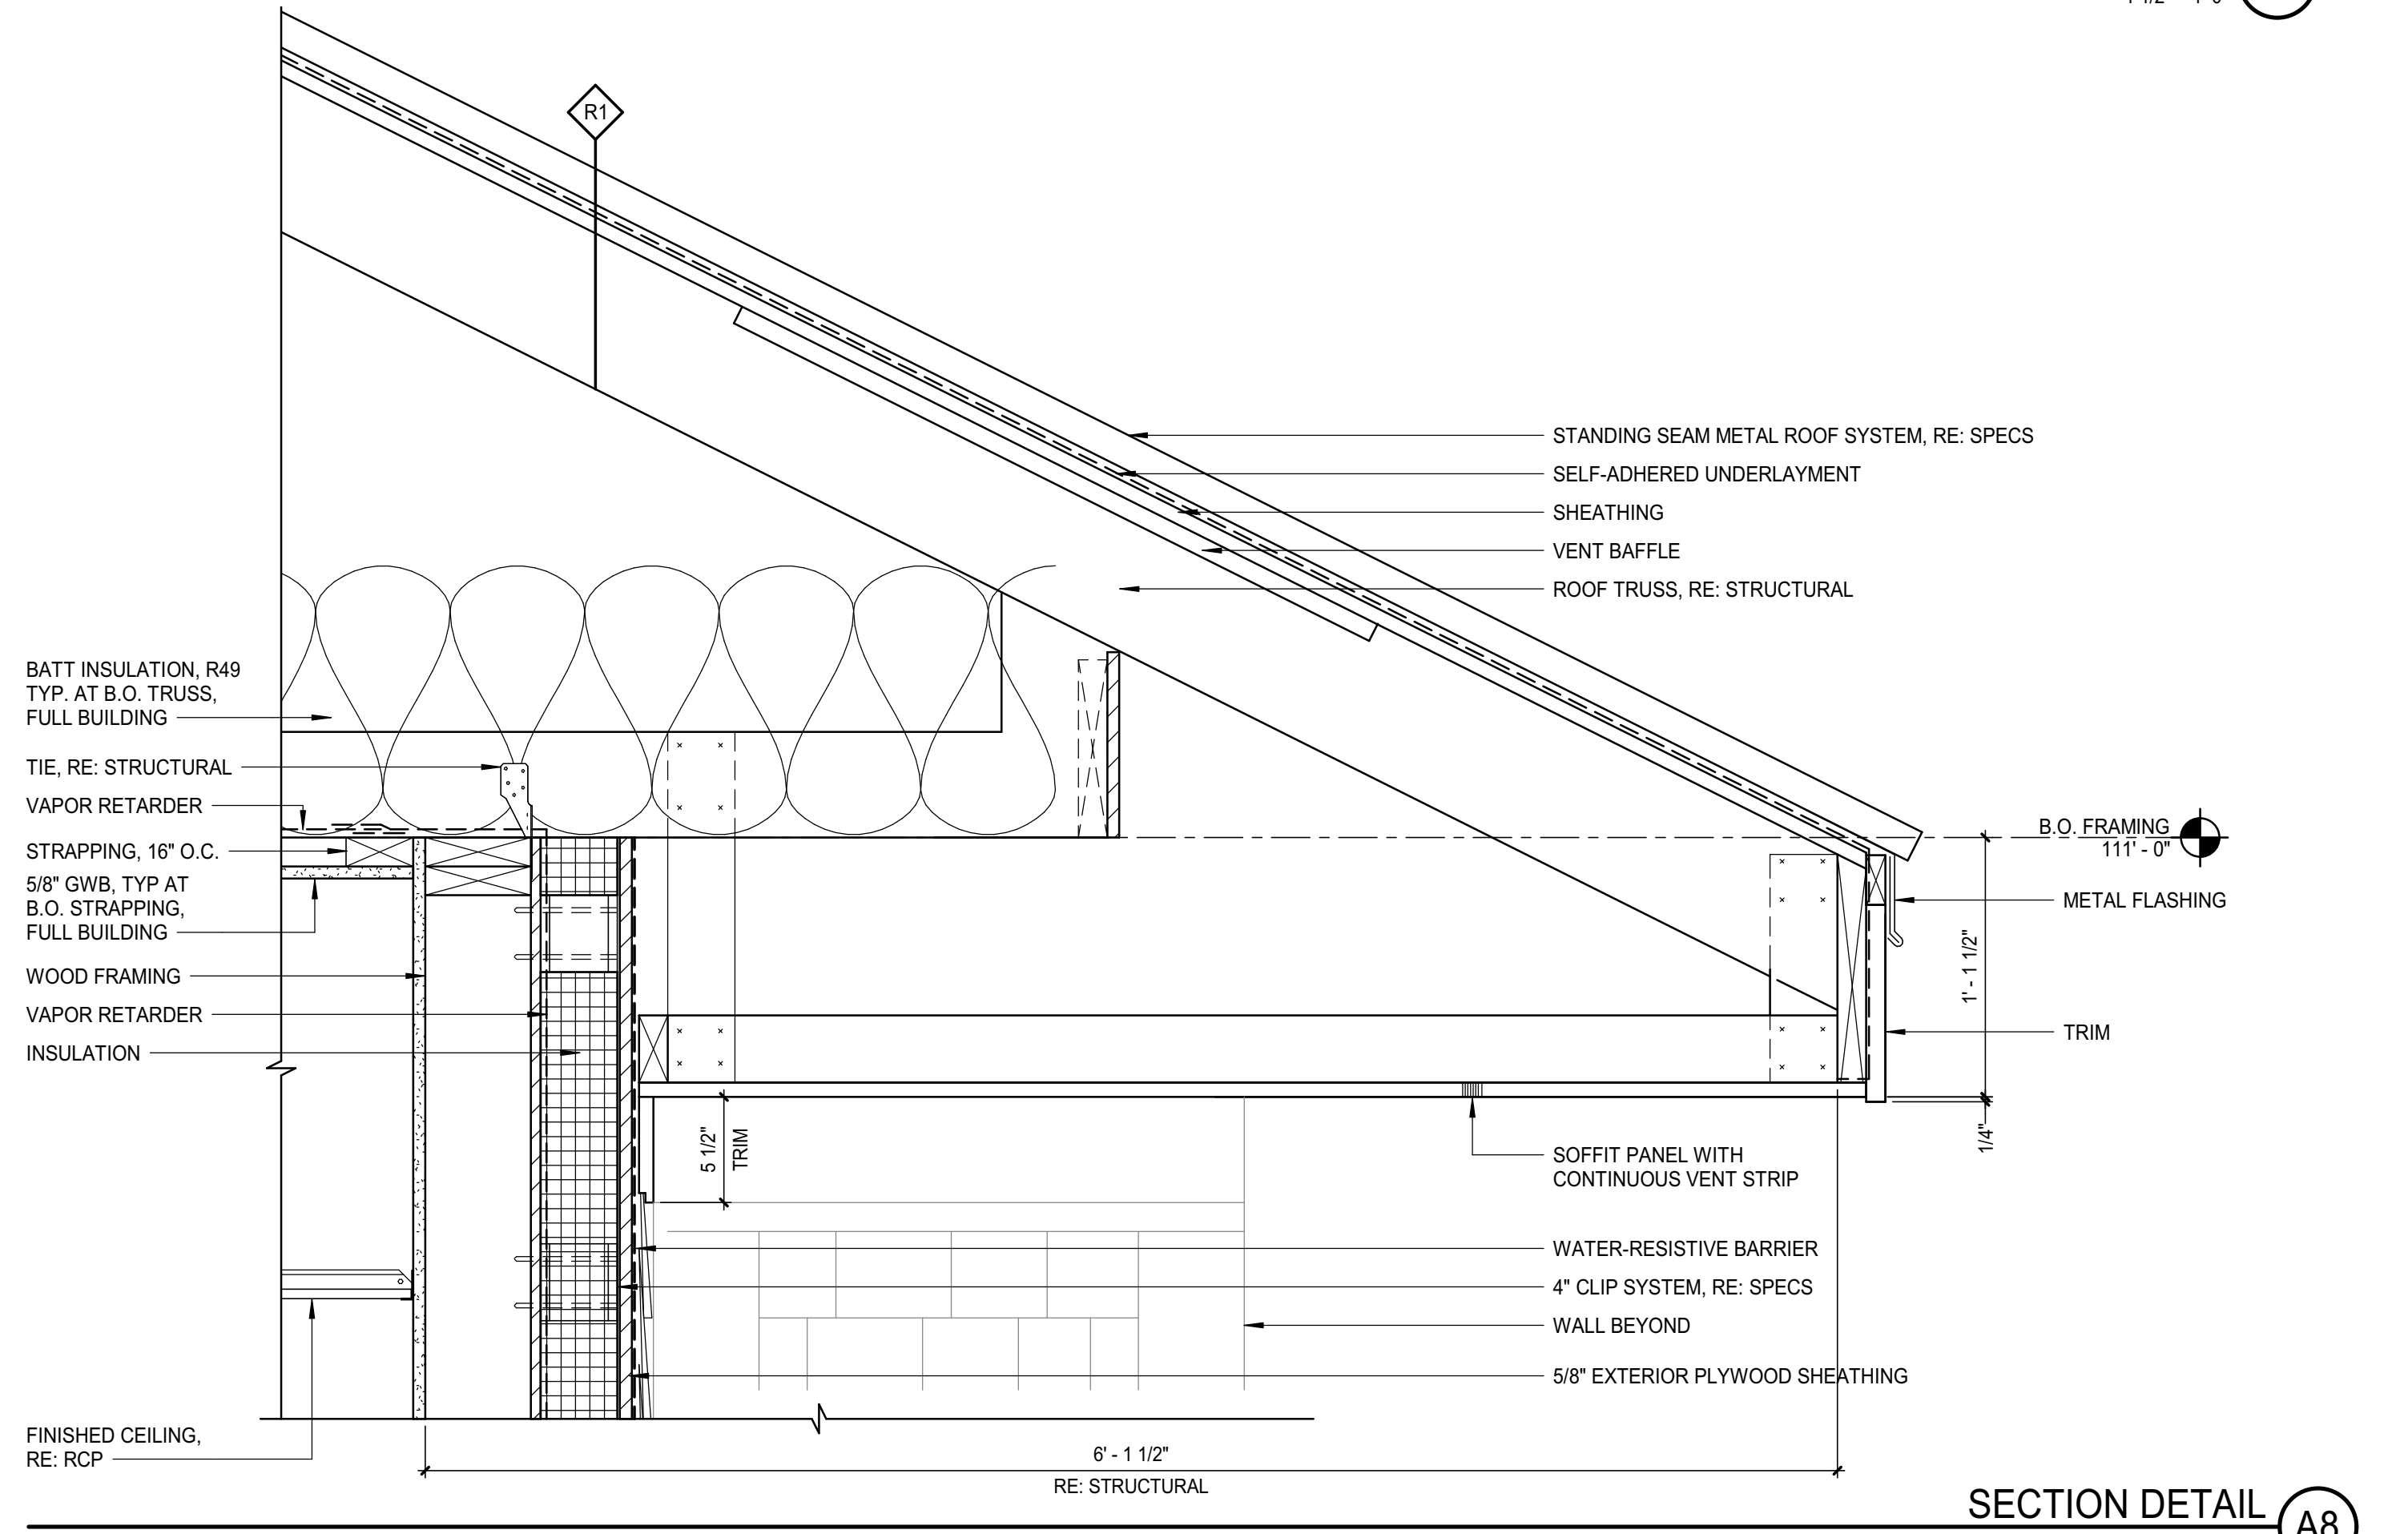 R1
STANDING SEAM METAL ROOF SYSTEM, RE: SPECS
SELF-ADHERED UNDERLAYMENT
SHEATHING
VENT BAFFLE
ROOF TRUSS, RE: STRUCTURAL
BATT INSULATION, R49
TYP. AT B.O. TRUSS,
FULL BUILDING
TIE, RE: STRUCTURAL
VAPOR RETARDER
STRAPPING, 16" O.C.
5/8" GWB, TYP AT
B.O. STRAPPING,
FULL BUILDING
WOOD FRAMING
VAPOR RETARDER
INSULATION
FINISHED CEILING,
RE: RCP
B.O. FRAMING
111' - 0"
METAL FLASHING
1' - 1 1/2"
TRIM
1/4"
5 1/2"
TRIM
SOFFIT PANEL WITH
CONTINUOUS VENT STRIP
WATER-RESISTIVE BARRIER
4" CLIP SYSTEM, RE: SPECS
WALL BEYOND
5/8" EXTERIOR PLYWOOD SHEATHING
6' - 1 1/2"
RE: STRUCTURAL
SECTION DETAIL
A8